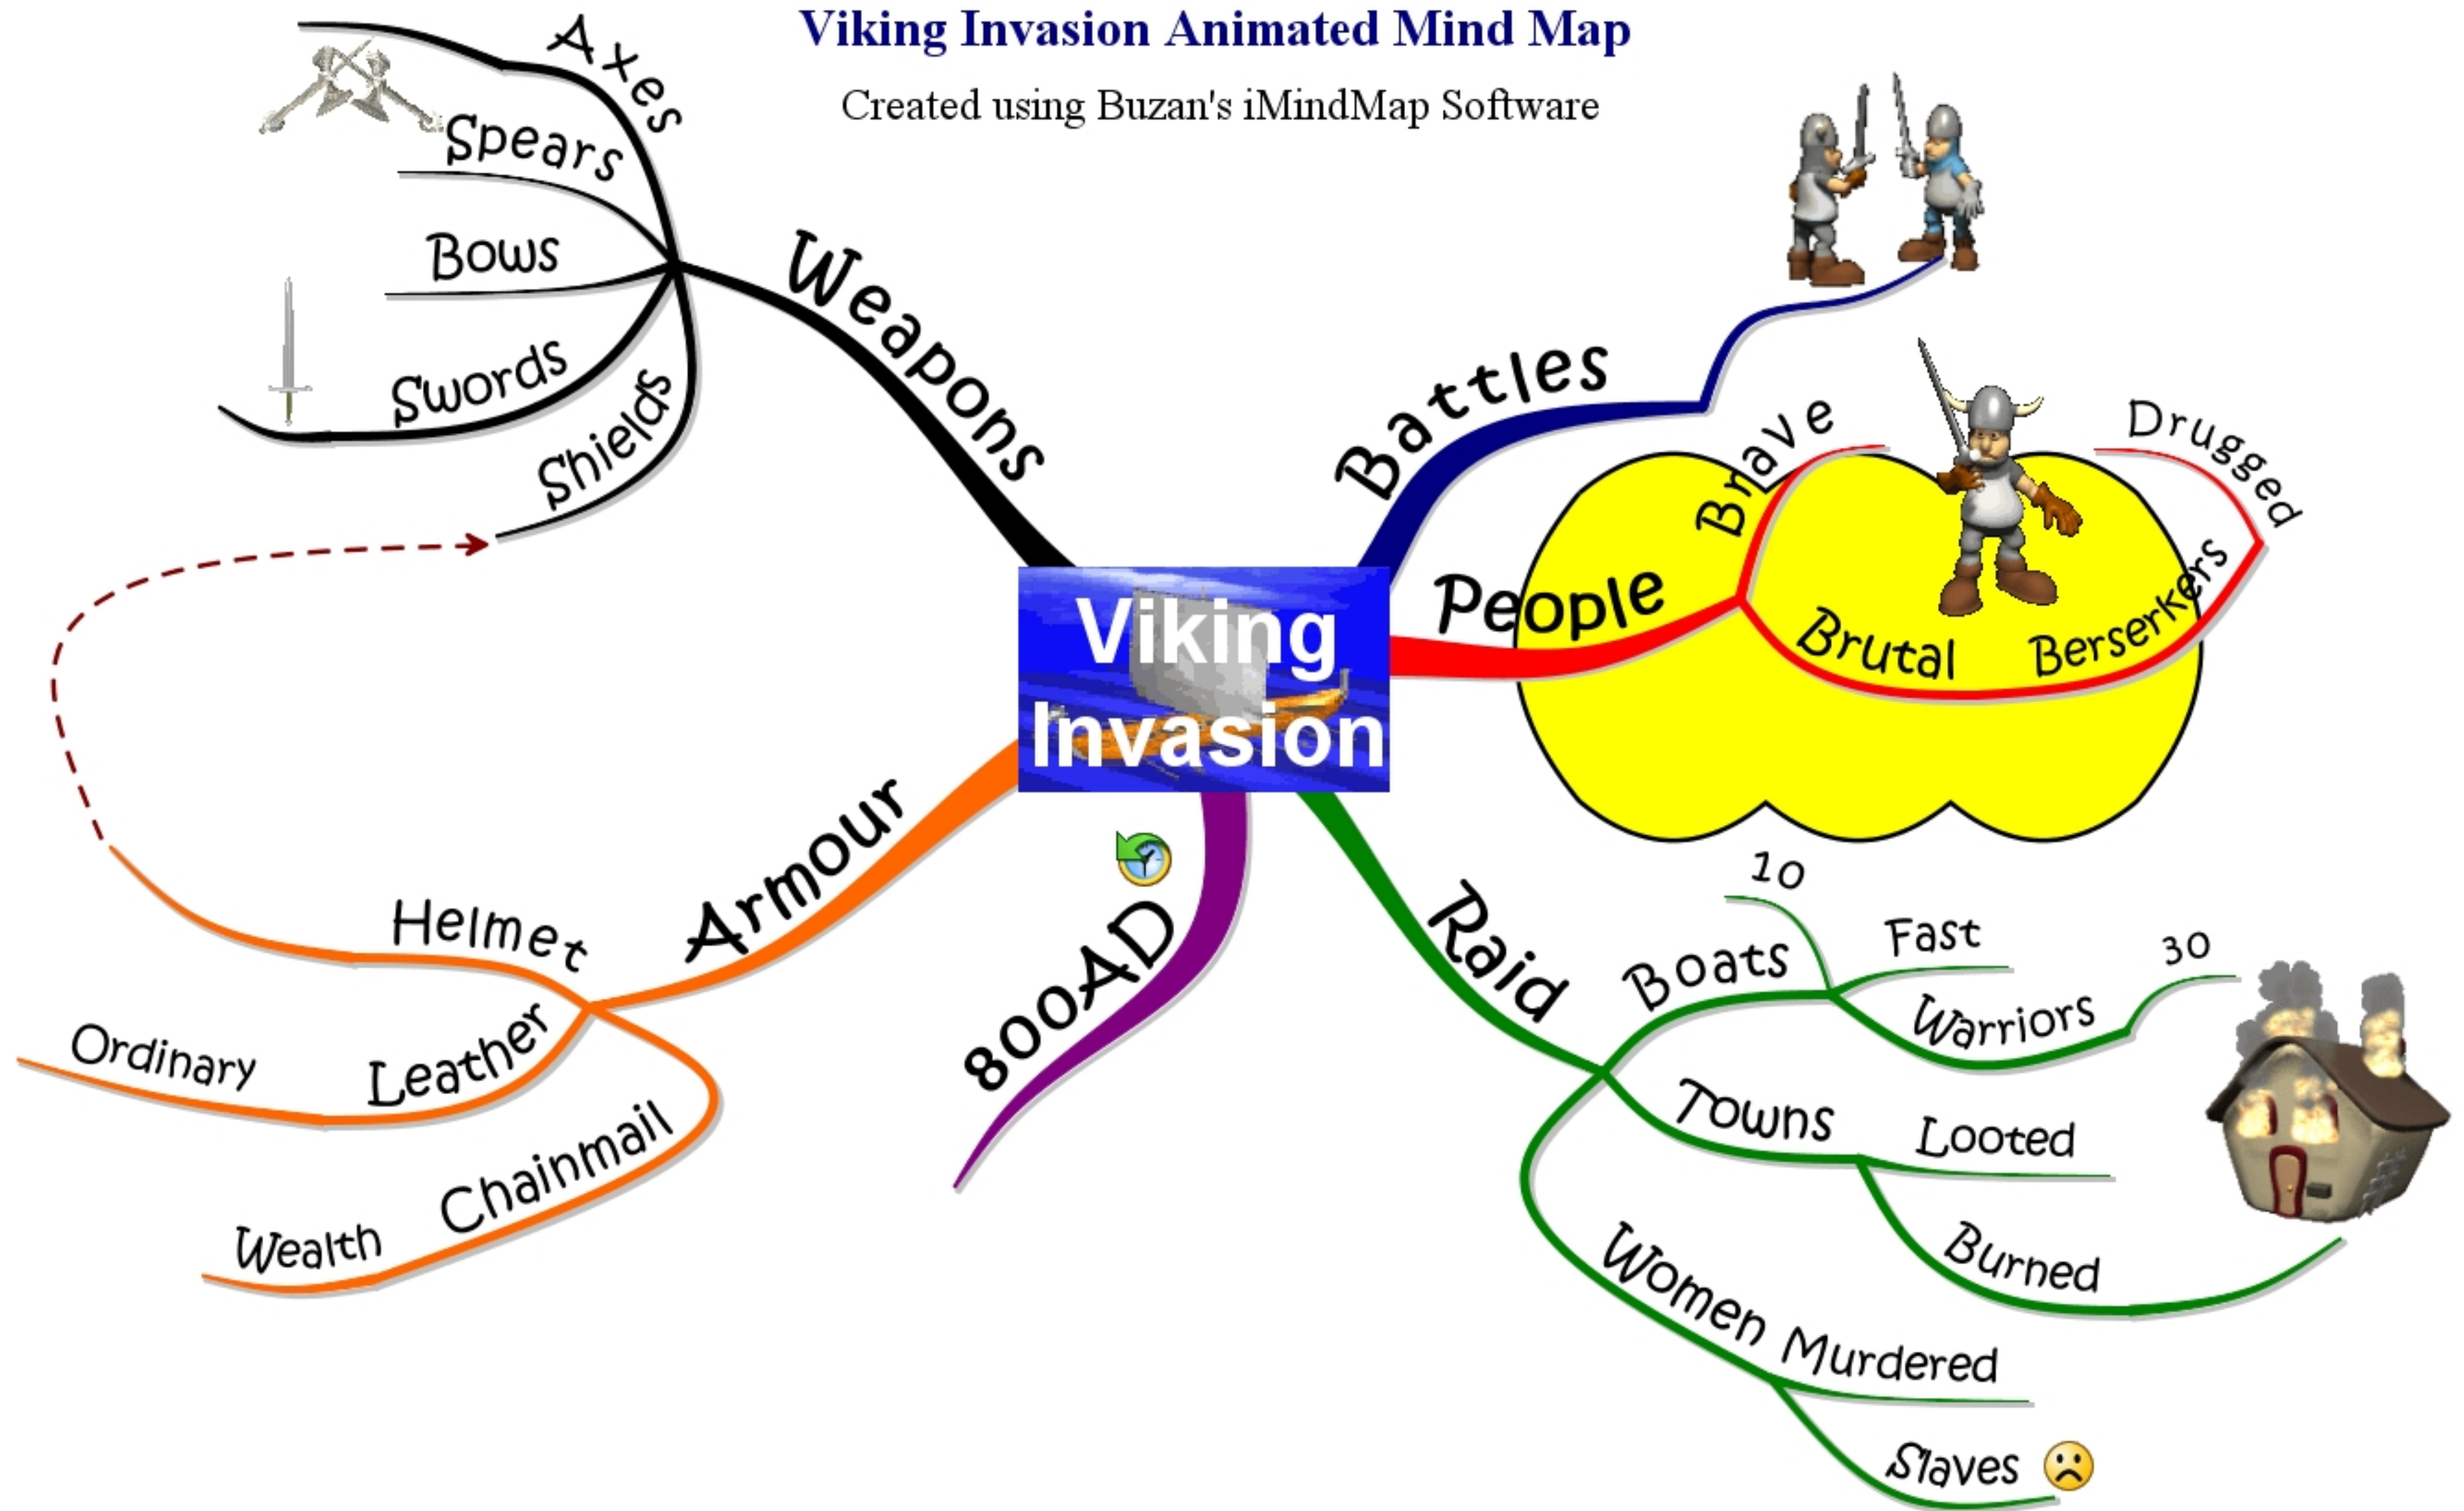 Viking Invasion Animated Mind Map
Created using Buzan's iMindMap Software
Axes
Spears
Bows
Swords
Shields
Weapons
Battles
Brave
Drugged
People
Brutal
Berserkers
Viking
Invasion
Armour
Helmet
Leather
Ordinary
Chainmail
Wealth
800AD
Raid
Boats
10
Fast
Warriors
30
Towns
Looted
Burned
Women
Murdered
Slaves